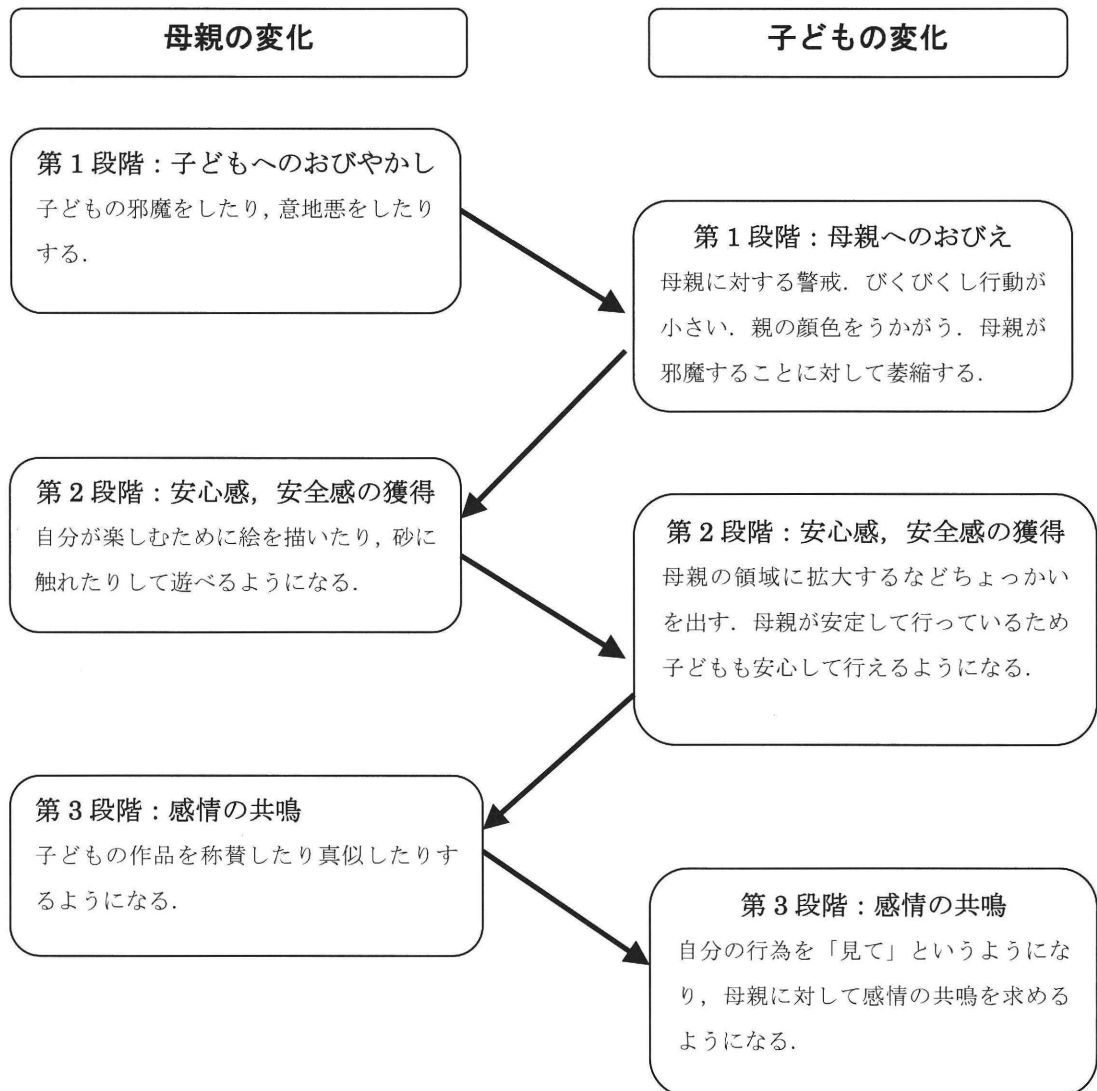 母親の変化
子どもの変化
第1段階：子どもへのおびやかし
子どもの邪魔をしたり，意地悪をしたり
する．
第1段階：母親へのおびえ
母親に対する警戒．びくびくし行動が
小さい．親の顔色をうかがう．母親が
邪魔することに対して萎縮する．
第2段階：安心感，安全感の獲得
自分が楽しむために絵を描いたり，砂に
触れたりして遊べるようになる．
第2段階：安心感，安全感の獲得
母親の領域に拡大するなどちょっかい
を出す．母親が安定して行っているため
子どもも安心して行えるようになる．
第3段階：感情の共鳴
子どもの作品を称賛したり真似したりす
るようになる．
第3段階：感情の共鳴
自分の行為を「見て」というようにな
り，母親に対して感情の共鳴を求める
ようになる．